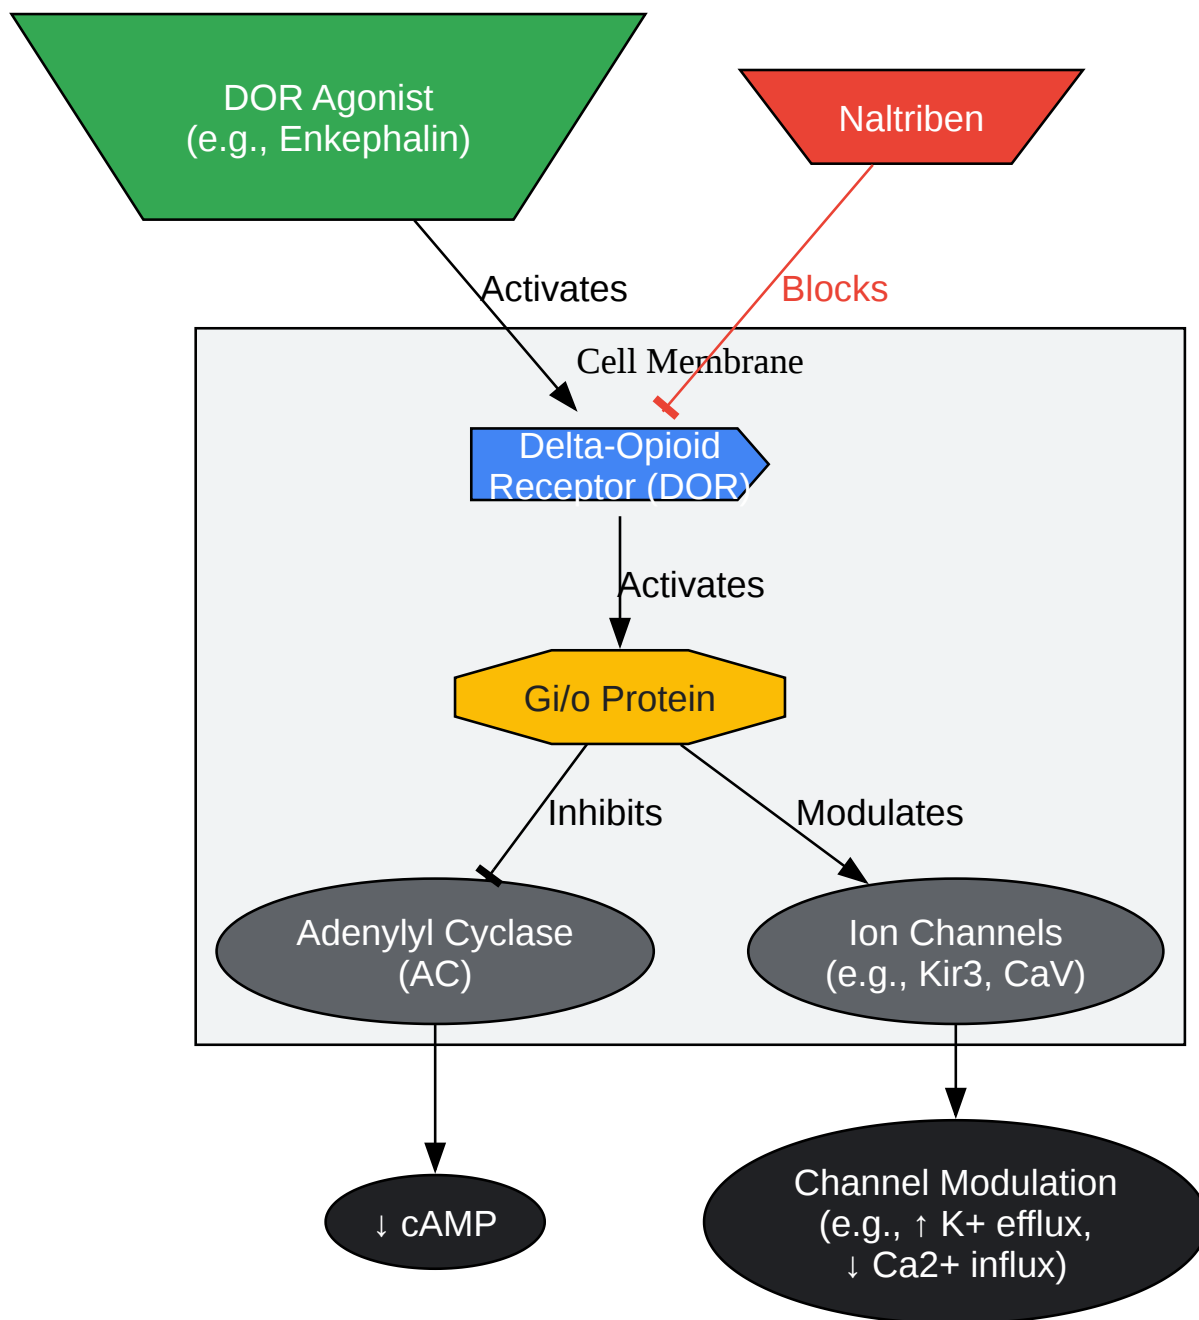 DOR Agonist
(e.g., Enkephalin)
Naltriben
Activates
Blocks
Cell Membrane
Delta-Opioid
Receptor (DOR)
Activates
Gi/o Protein
Inhibits
Modulates
Adenylyl Cyclase
(AC)
Ion Channels
(e.g., Kir3, CaV)
↓ cAMP
Channel Modulation
(e.g., ↑ K+ efflux,
↓ Ca2+ influx)